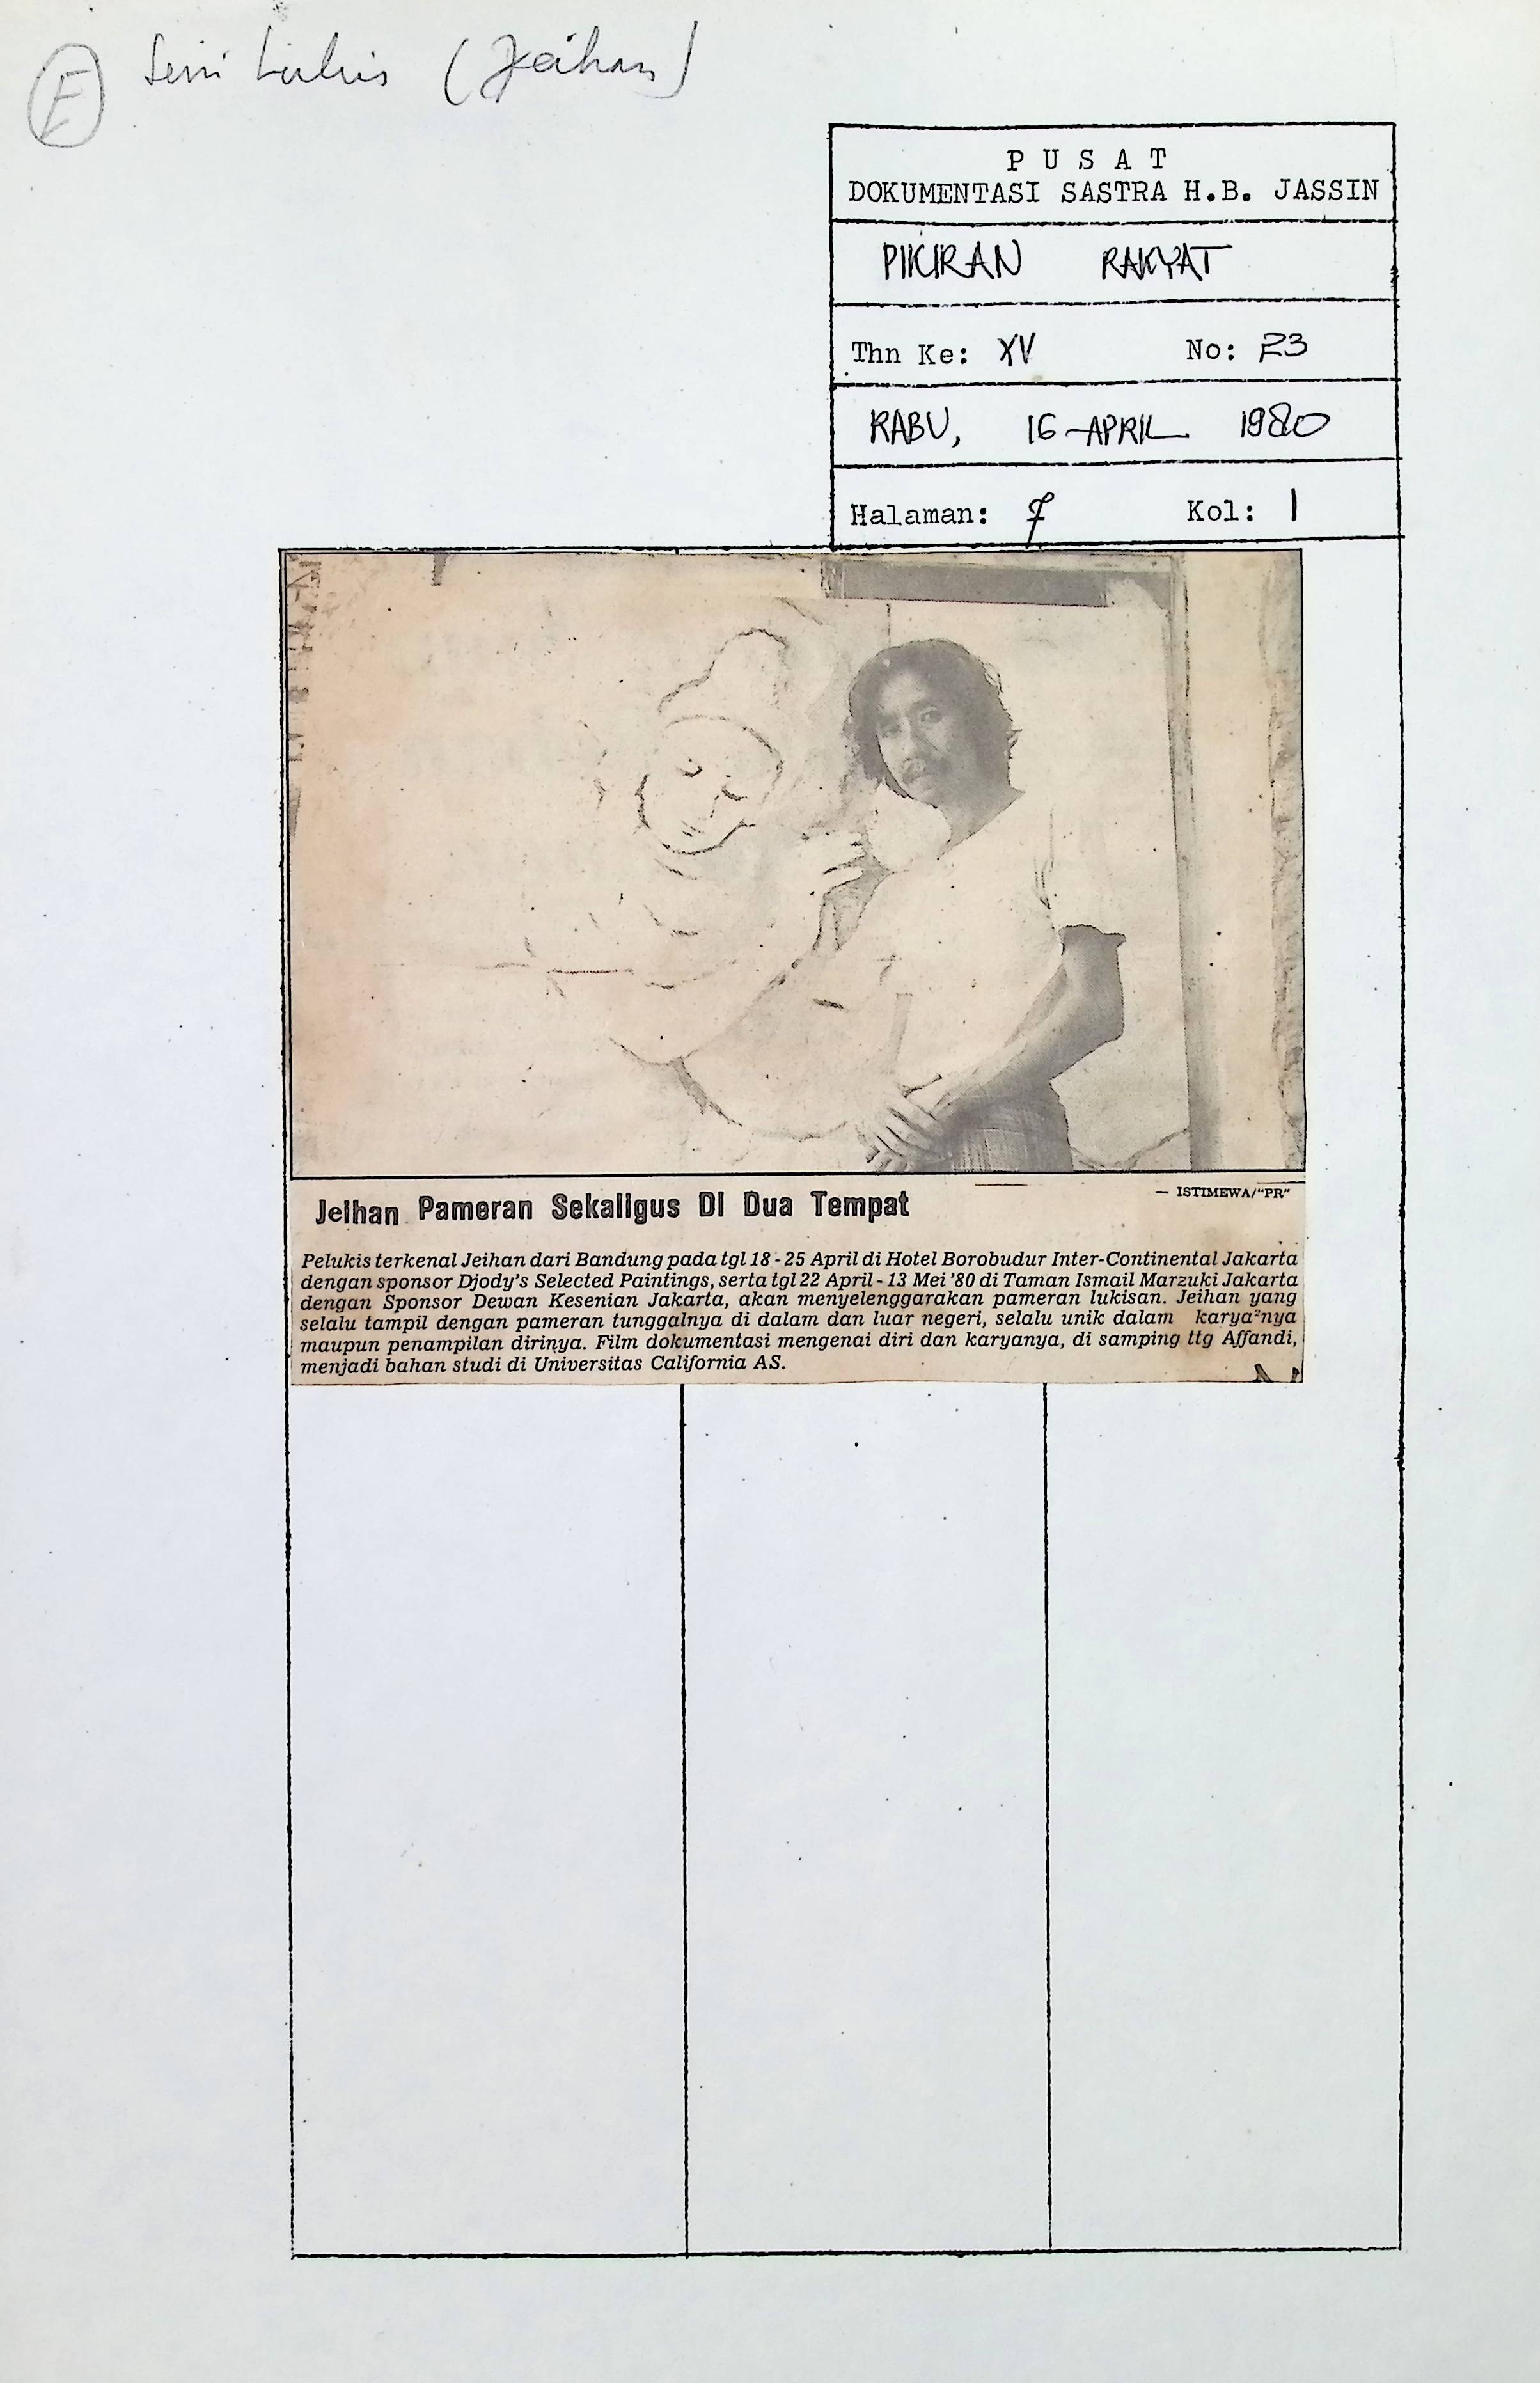 F Seni Lukis (Jeihan)
P U S A T
DOKUMENTASI SASTRA H.B. JASSIN
PIKIRAN RAKYAT
Thn Ke: XV No: 23
RABU, 16-APRIL 1980
Halaman: 7 Kol: 1
— ISTIMEWA/"PR"
Jeihan Pameran Sekaligus Di Dua Tempat
Pelukis terkenal Jeihan dari Bandung pada tgl 18 - 25 April di Hotel Borobudur Inter-Continental Jakarta
dengan sponsor Djody's Selected Paintings, serta tgl 22 April - 13 Mei '80 di Taman Ismail Marzuki Jakarta
dengan Sponsor Dewan Kesenian Jakarta, akan menyelenggarakan pameran lukisan. Jeihan yang
selalu tampil dengan pameran tunggalnya di dalam dan luar negeri, selalu unik dalam karya²nya
maupun penampilan dirinya. Film dokumentasi mengenai diri dan karyanya, di samping ttg Affandi,
menjadi bahan studi di Universitas California AS.